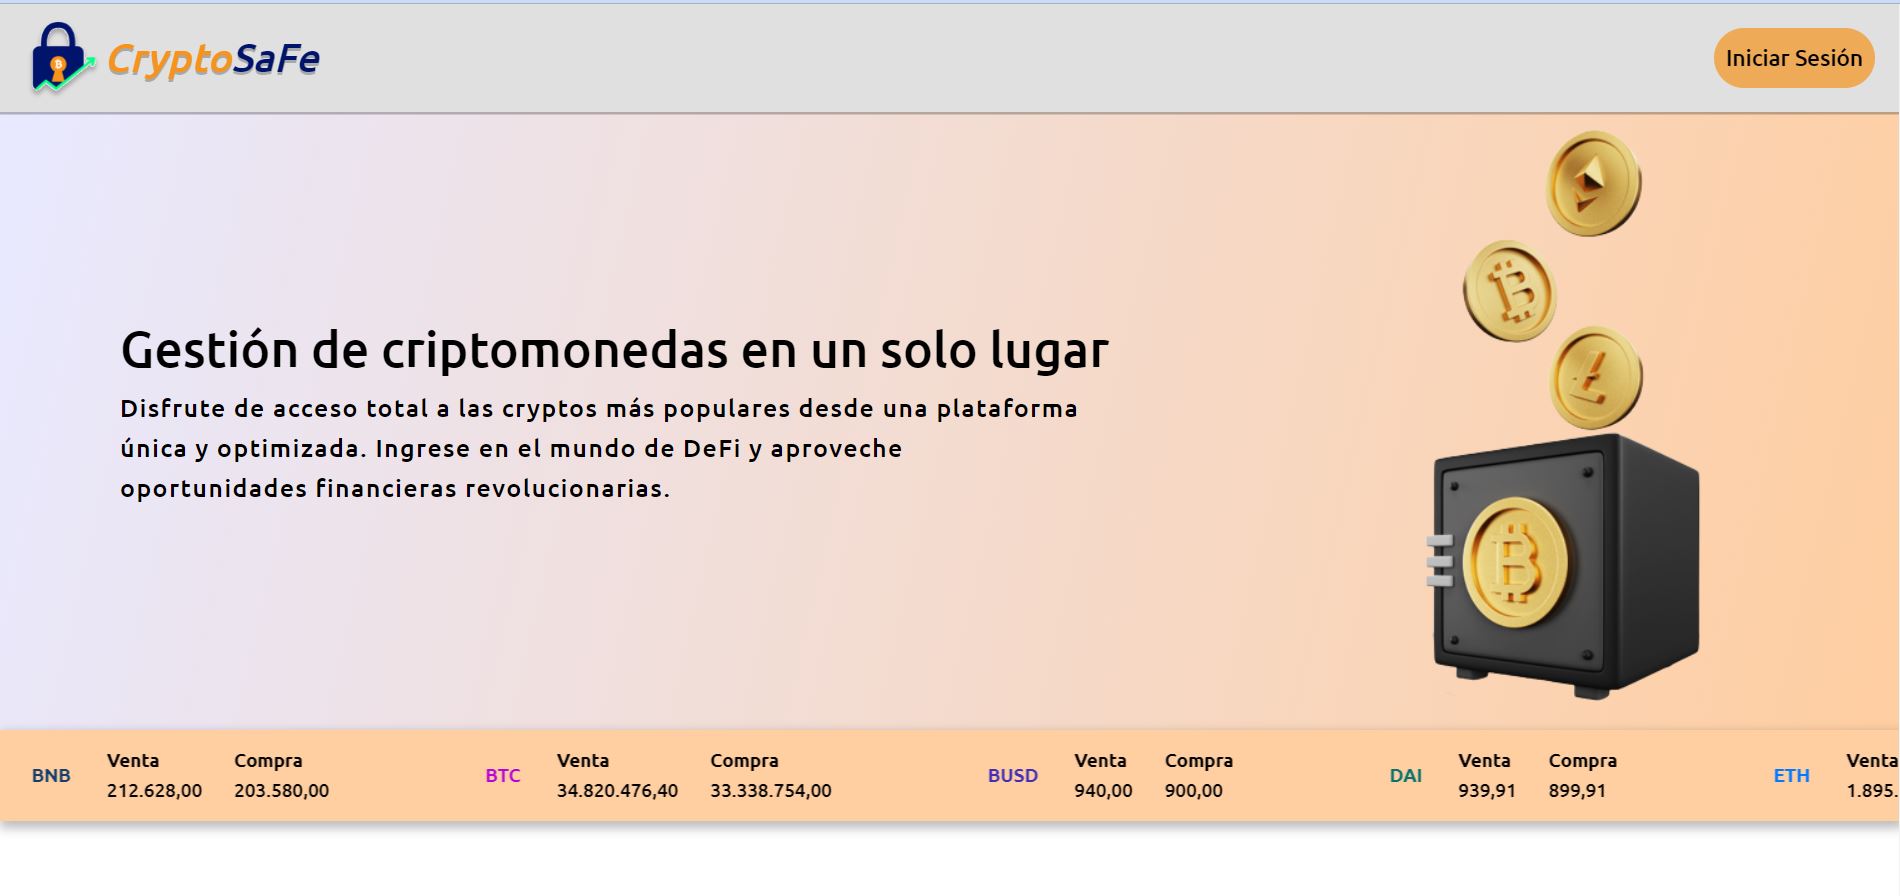 CryptoSaFe
Iniciar Sesión
Gestión de criptomonedas en un solo lugar
Disfrute de acceso total a las cryptos más populares desde una plataforma
única y optimizada. Ingrese en el mundo de DeFi y aproveche
oportunidades financieras revolucionarias.
BNB
Venta
212.628,00
Compra
203.580,00
BTC
Venta
34.820.476,40
Compra
33.338.754,00
BUSD
Venta
940,00
Compra
900,00
DAI
Venta
939,91
Compra
899,91
ETH
Venta
1.895.